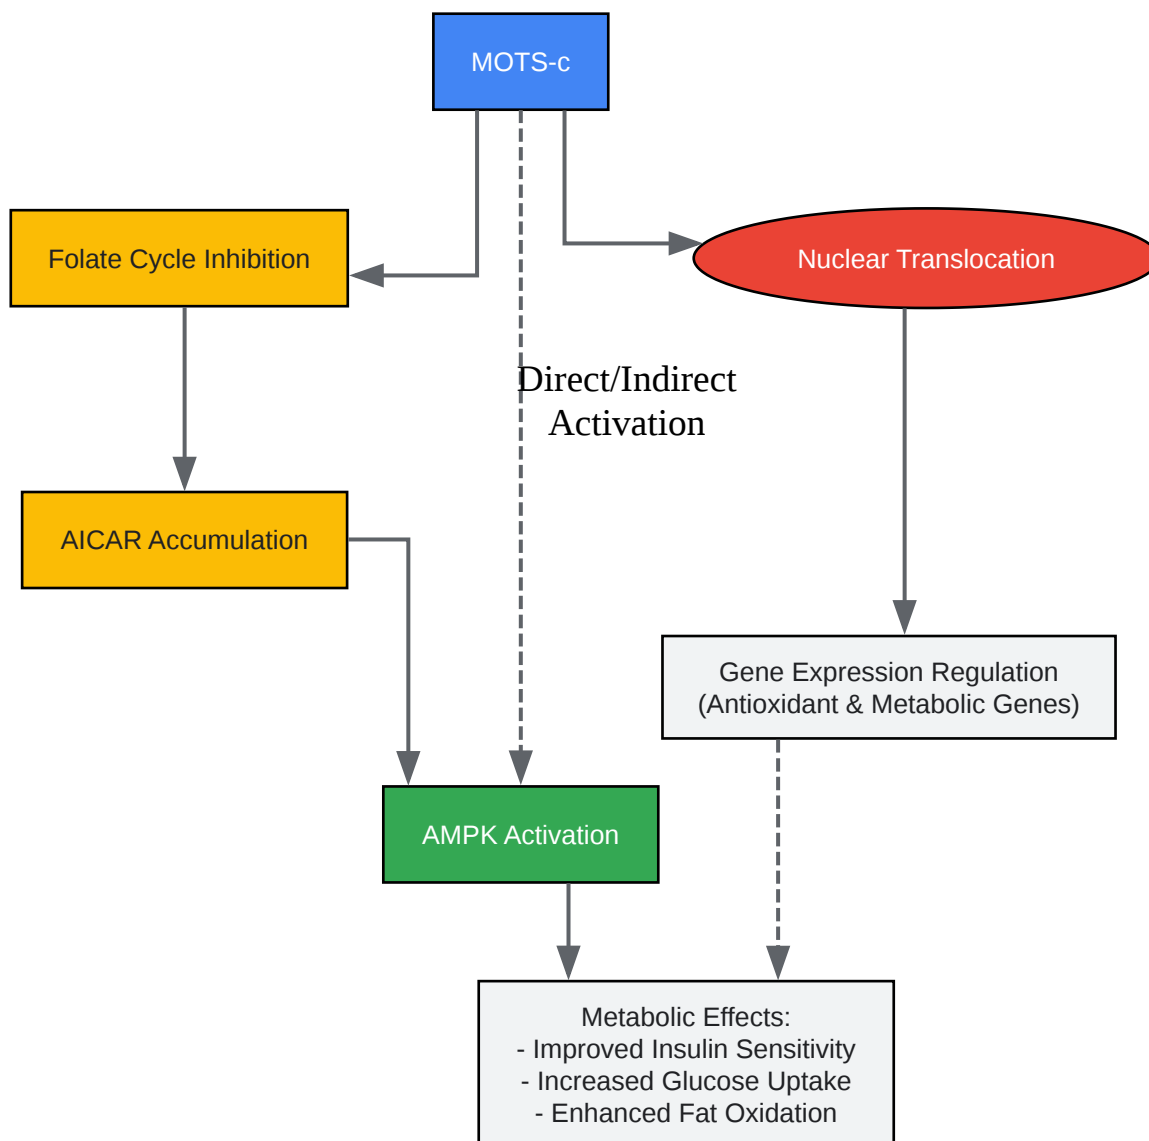 MOTS-c
Folate Cycle Inhibition
Nuclear Translocation
Direct/Indirect
Activation
AICAR Accumulation
Gene Expression Regulation
(Antioxidant & Metabolic Genes)
AMPK Activation
Metabolic Effects:
- Improved Insulin Sensitivity
- Increased Glucose Uptake
- Enhanced Fat Oxidation